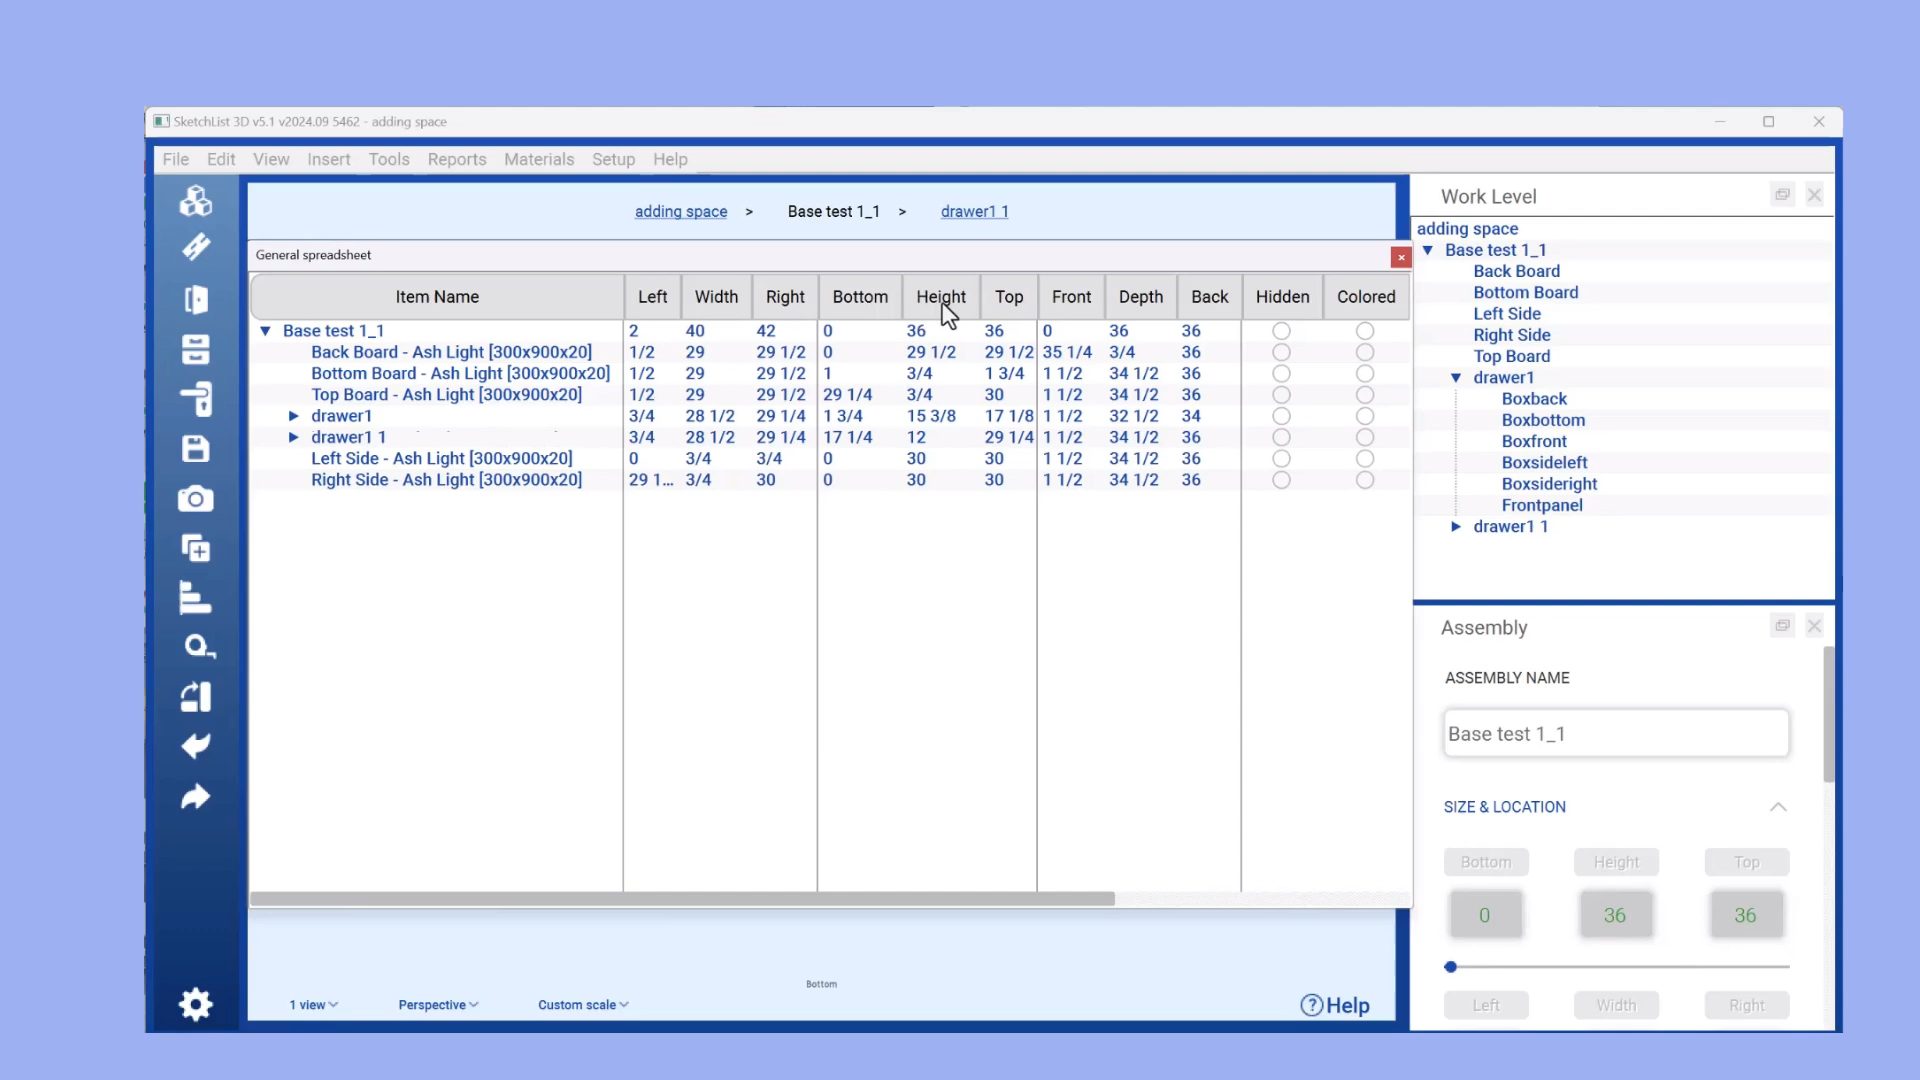 SketchList 3D v5.1 v2024.09 5462 - adding space
File Edit View Insert Tools Reports Materials Setup Help
adding space > Base test 1_1 > drawer1 1
General spreadsheet
Item Name Left Width Right Bottom Height Top Front Depth Back Hidden Colored
Base test 1_1 2 40 42 0 36 36 0 36 36
Back Board - Ash Light [300x900x20] 1/2 29 29 1/2 0 29 1/2 29 1/2 35 1/4 3/4 36
Bottom Board - Ash Light [300x900x20] 1/2 29 29 1/2 1 3/4 1 3/4 1 1/2 34 1/2 36
Top Board - Ash Light [300x900x20] 1/2 29 29 1/2 29 1/4 3/4 30 1 1/2 34 1/2 36
drawer1 3/4 28 1/2 29 1/4 1 3/4 15 3/8 17 1/8 1 1/2 32 1/2 34
drawer1 1 3/4 28 1/2 29 1/4 17 1/4 12 29 1/4 1 1/2 34 1/2 36
Left Side - Ash Light [300x900x20] 0 3/4 3/4 0 30 30 1 1/2 34 1/2 36
Right Side - Ash Light [300x900x20] 29 1... 3/4 30 0 30 30 1 1/2 34 1/2 36
Bottom
1 view Perspective Custom scale
? Help
Work Level
adding space
Base test 1_1
Back Board
Bottom Board
Left Side
Right Side
Top Board
drawer1
Boxback
Boxbottom
Boxfront
Boxsideleft
Boxsideright
Frontpanel
drawer1 1
Assembly
ASSEMBLY NAME
Base test 1_1
SIZE & LOCATION
Bottom Height Top
0 36 36
Left Width Right